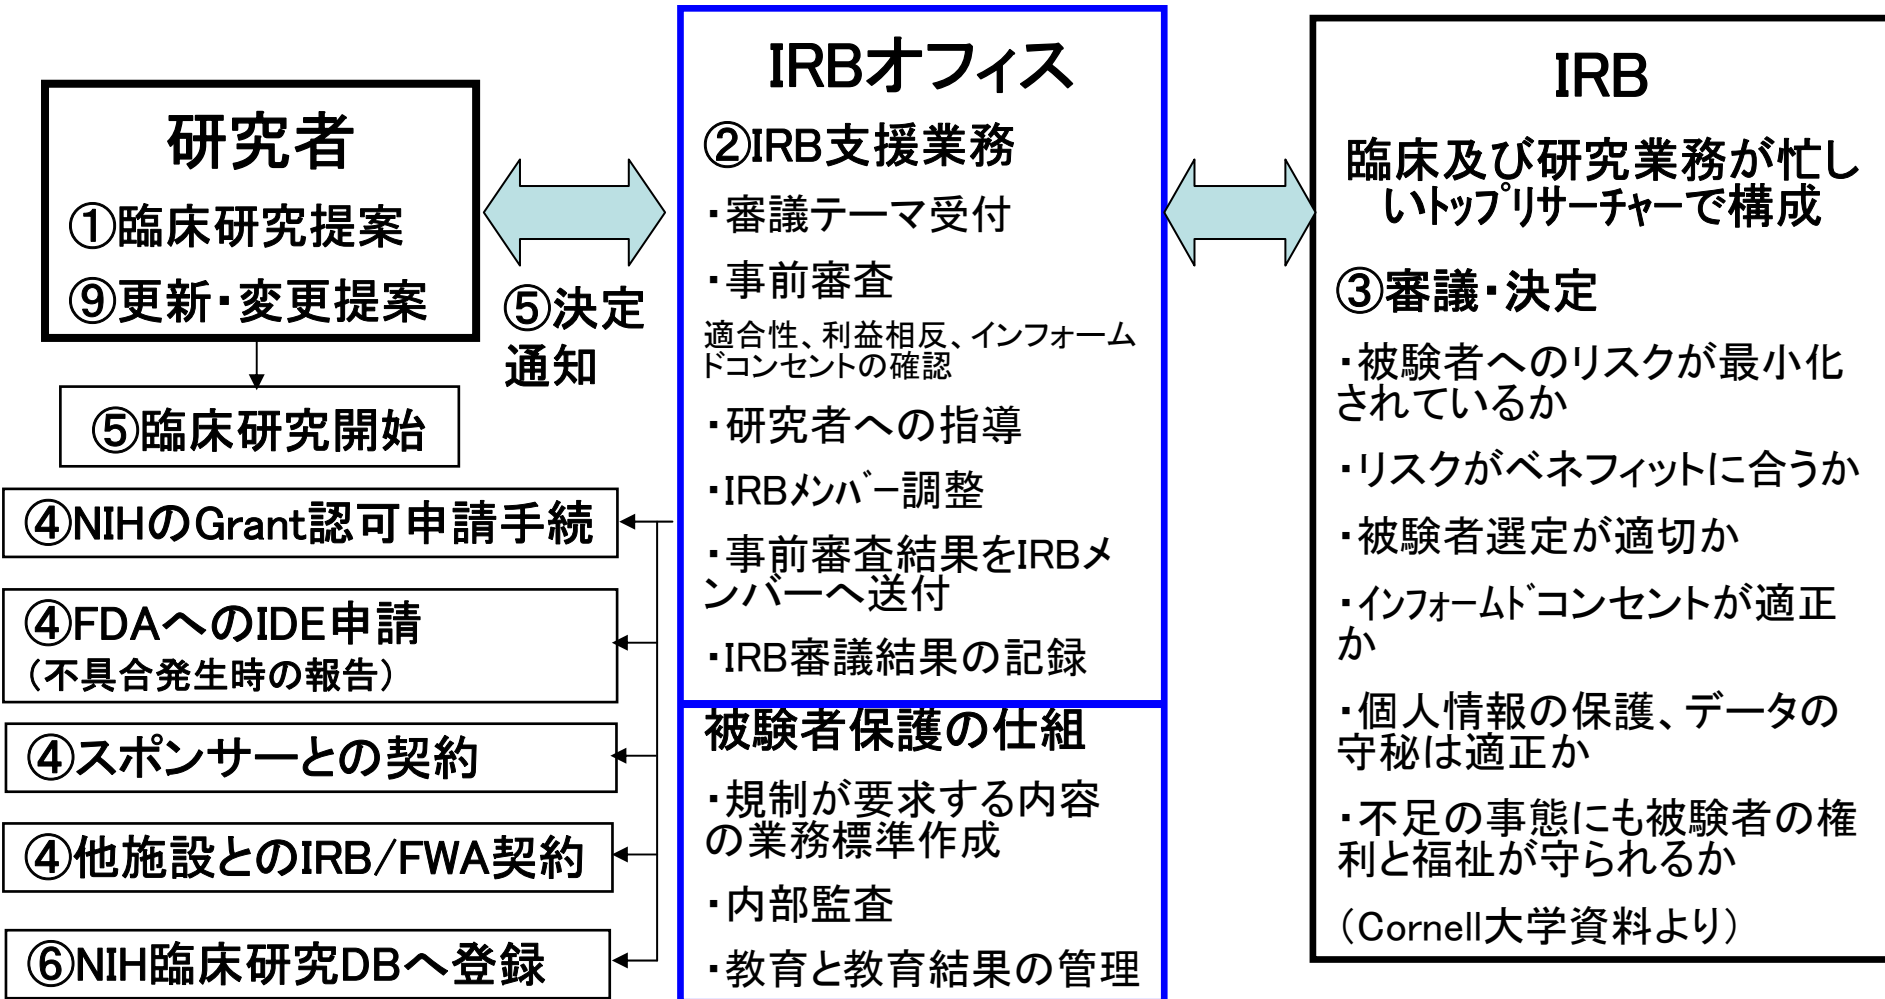 研究者
①臨床研究提案
⑨更新・変更提案
⑤臨床研究開始
⑤決定
通知
④NIHのGrant認可申請手続
④FDAへのIDE申請
（不具合発生時の報告）
④スポンサーとの契約
④他施設とのIRB/FWA契約
⑥NIH臨床研究DBへ登録
IRBオフィス
②IRB支援業務
・審議テーマ受付
・事前審査
適合性、利益相反、インフォーム
ドコンセントの確認
・研究者への指導
・IRBﾒﾝﾊﾞｰ調整
・事前審査結果をIRBメ
ンバーへ送付
・IRB審議結果の記録
被験者保護の仕組
・規制が要求する内容
の業務標準作成
・内部監査
・教育と教育結果の管理
IRB
臨床及び研究業務が忙し
いトップリサーチャーで構成
③審議・決定
・被験者へのリスクが最小化
されているか
・リスクがベネフィットに合うか
・被験者選定が適切か
・ｲﾝﾌｫｰﾑﾄﾞコンセントが適正
か
・個人情報の保護、データの
守秘は適正か
・不足の事態にも被験者の権
利と福祉が守られるか
（Cornell大学資料より）